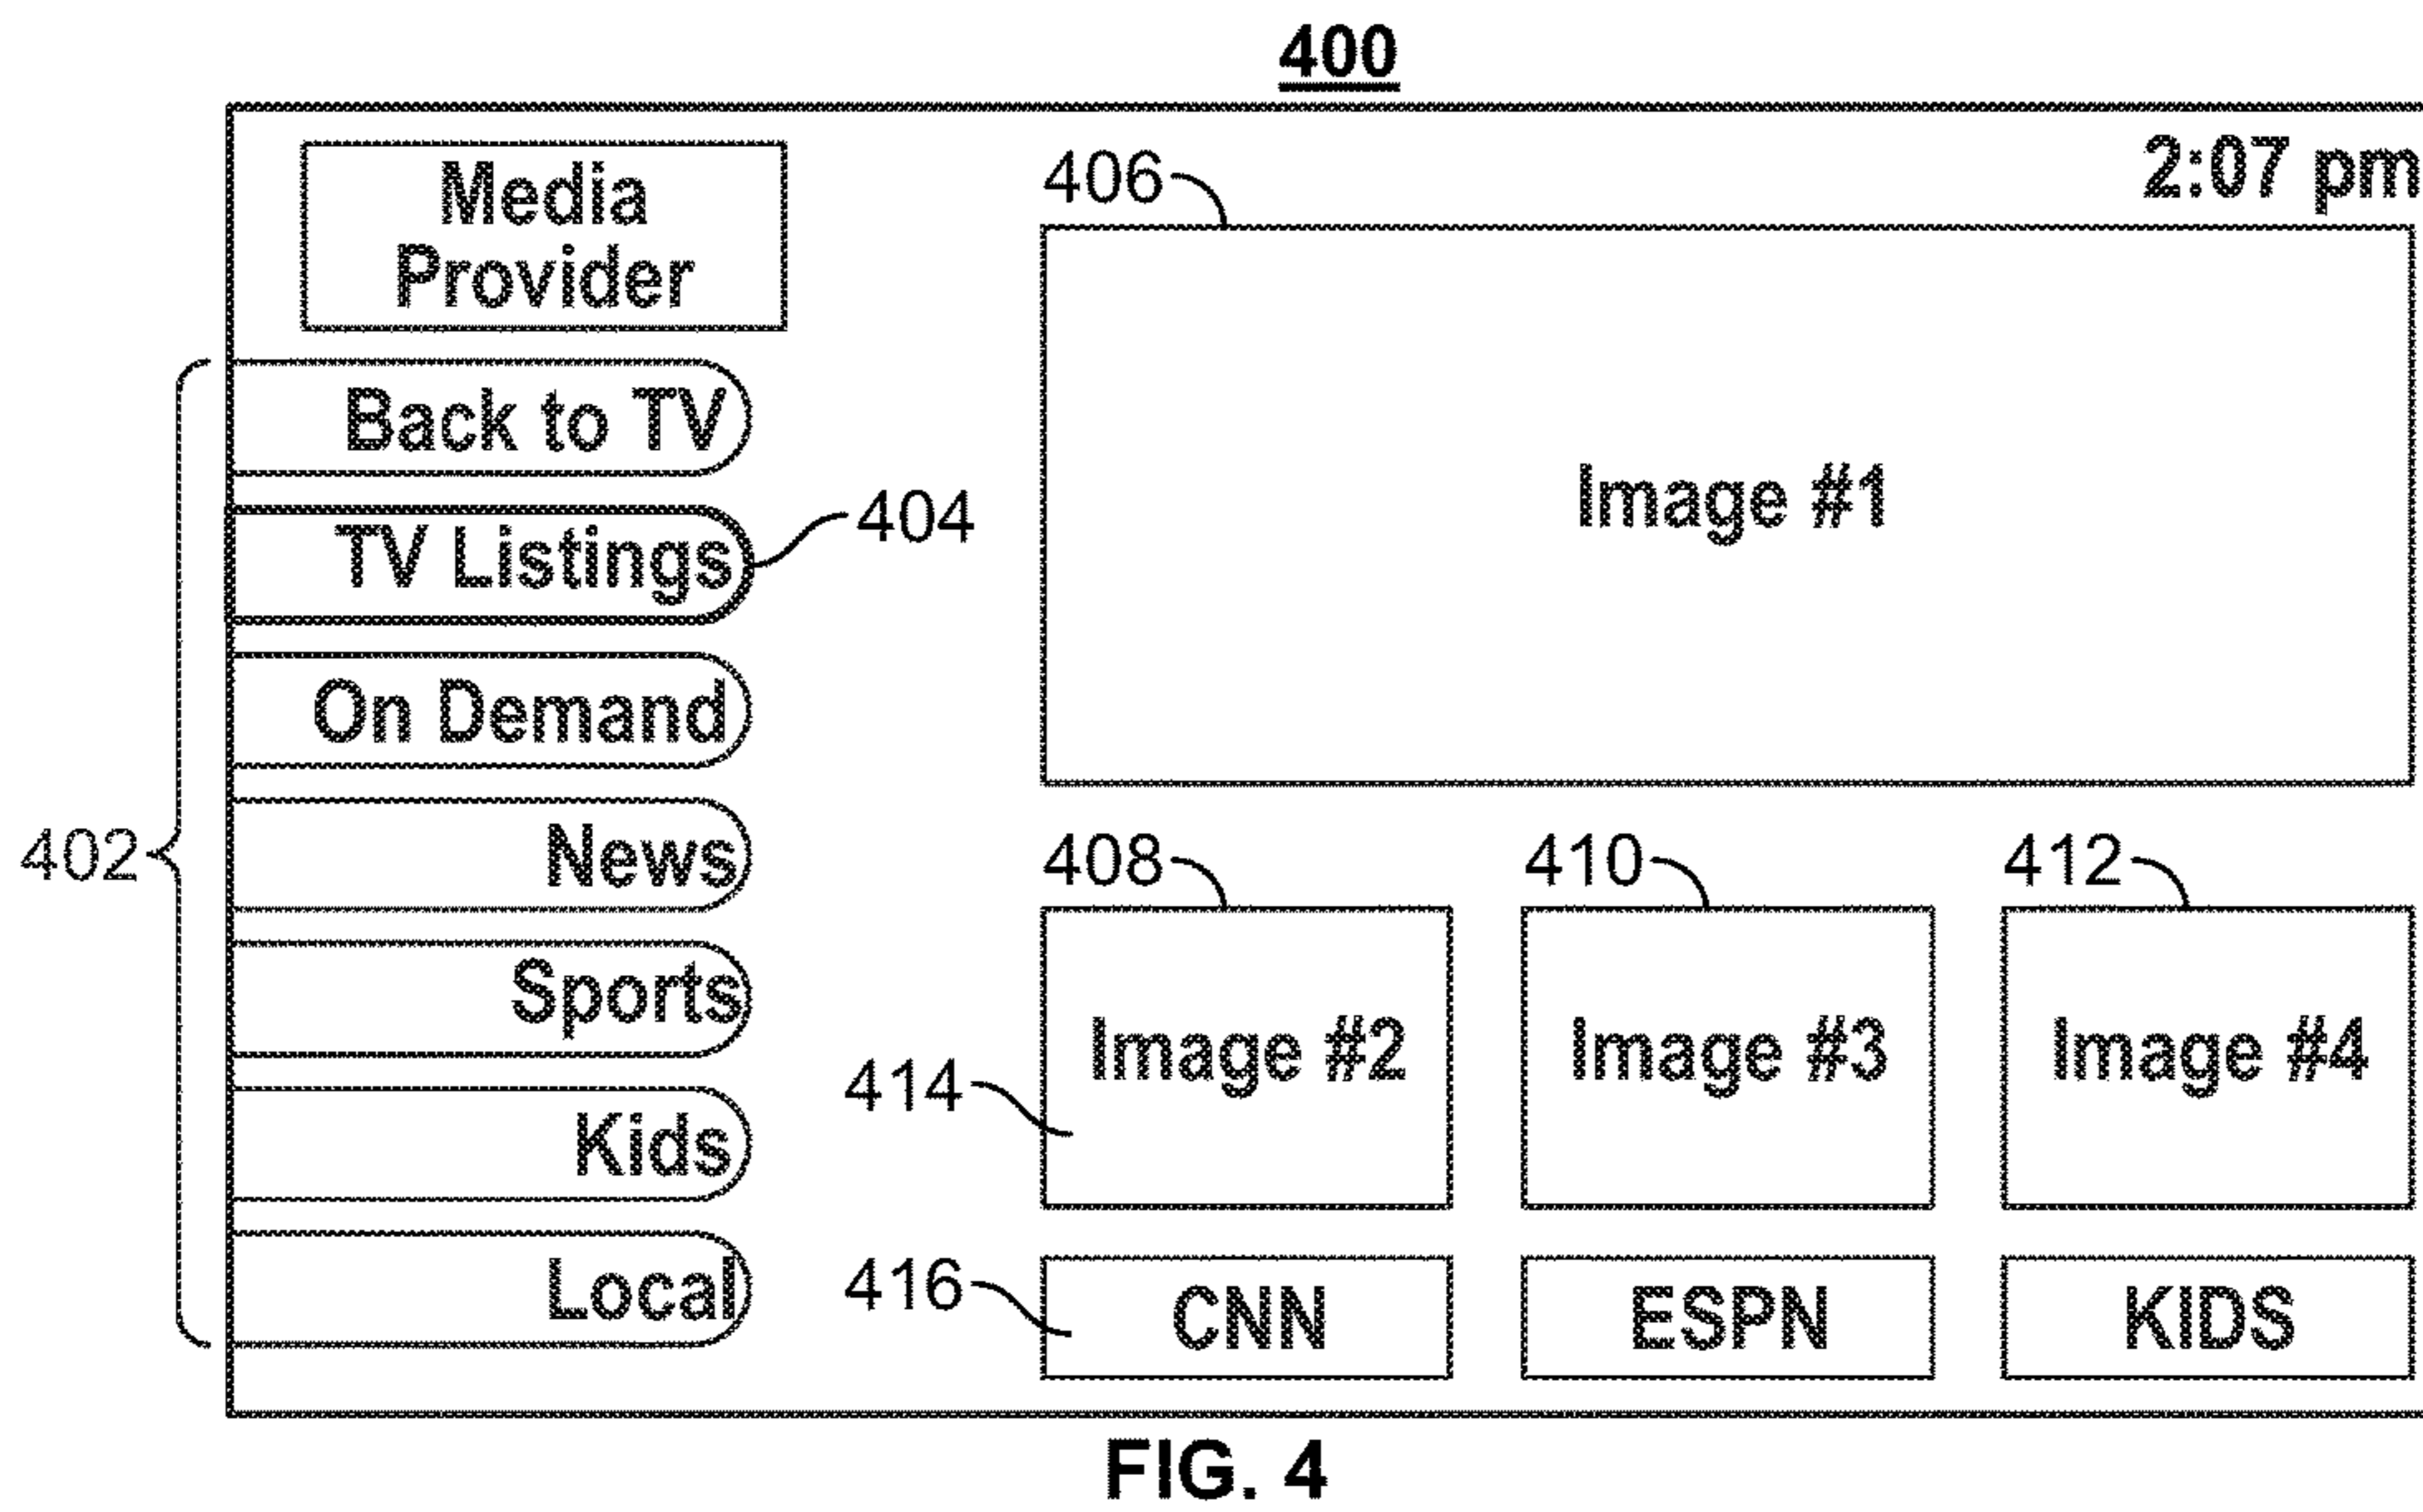 400
Media
Provider
2:07 pm
406
Back to TV
Image #1
TV Listings
404
On Demand
402
News
408
410
412
Sports
Image #2
Image #3
Image #4
414
Kids
Local
416
CNN
ESPN
KIDS
FIG. 4